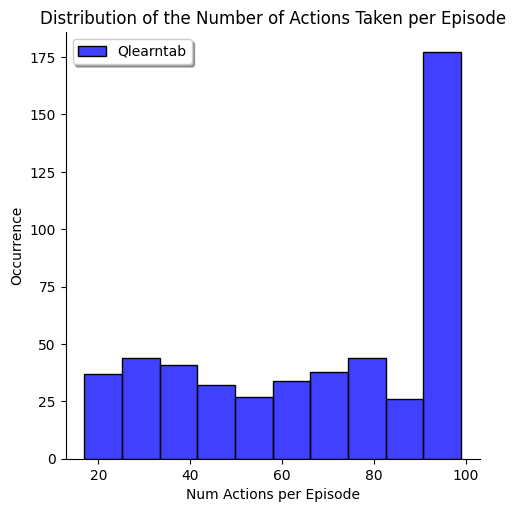 Distribution of the Number of Actions Taken per Episode
Qlearntab
175
150
125
100
75
50
25
0
Occurrence
20 40 60 80 100
Num Actions per Episode